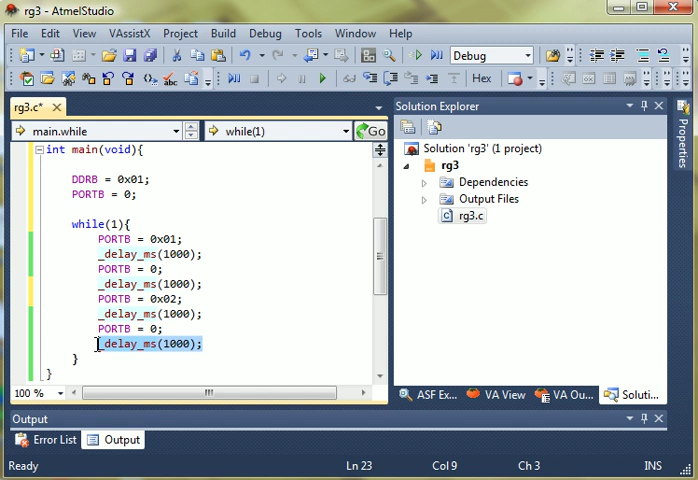 rg3 - AtmelStudio
File Edit View VAssistX Project Build Debug Tools Window Help
Debug
Hex
rg3.c*
main.while while(1) Go
int main(void){
DDRB = 0x01;
PORTB = 0;
while(1){
PORTB = 0x01;
_delay_ms(1000);
PORTB = 0;
_delay_ms(1000);
PORTB = 0x02;
_delay_ms(1000);
PORTB = 0;
_delay_ms(1000);
}
}
100 %
Solution Explorer
Solution 'rg3' (1 project)
rg3
Dependencies
Output Files
rg3.c
ASF Ex... VA View VA Ou... Soluti...
Properties
Output
Error List Output
Ready Ln 23 Col 9 Ch 3 INS